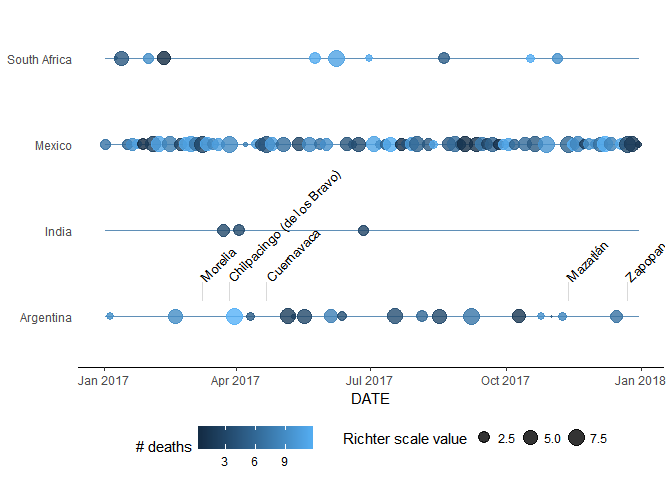 South Africa
Mexico
India
Argentina
Morelia
Chilpacingo (de los Bravo)
Cuernavaca
Mazatlán
Zapopan
Jan 2017
Apr 2017
Jul 2017
Oct 2017
Jan 2018
DATE
# deaths
3 6 9
Richter scale value 2.5 5.0 7.5